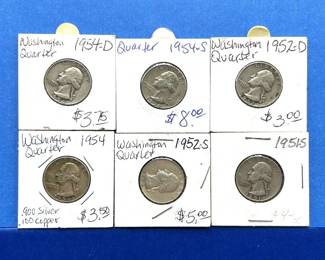 Washington 1954-D
Quarter
$3.75
Quarter 1954-S
$8.00
Washington 1952-D
Quarter
$3.00
Washington 1954
Quarter
.900 Silver
100 Copper
$3.50
Washington 1952-S
Quarter
$5.00
1951S